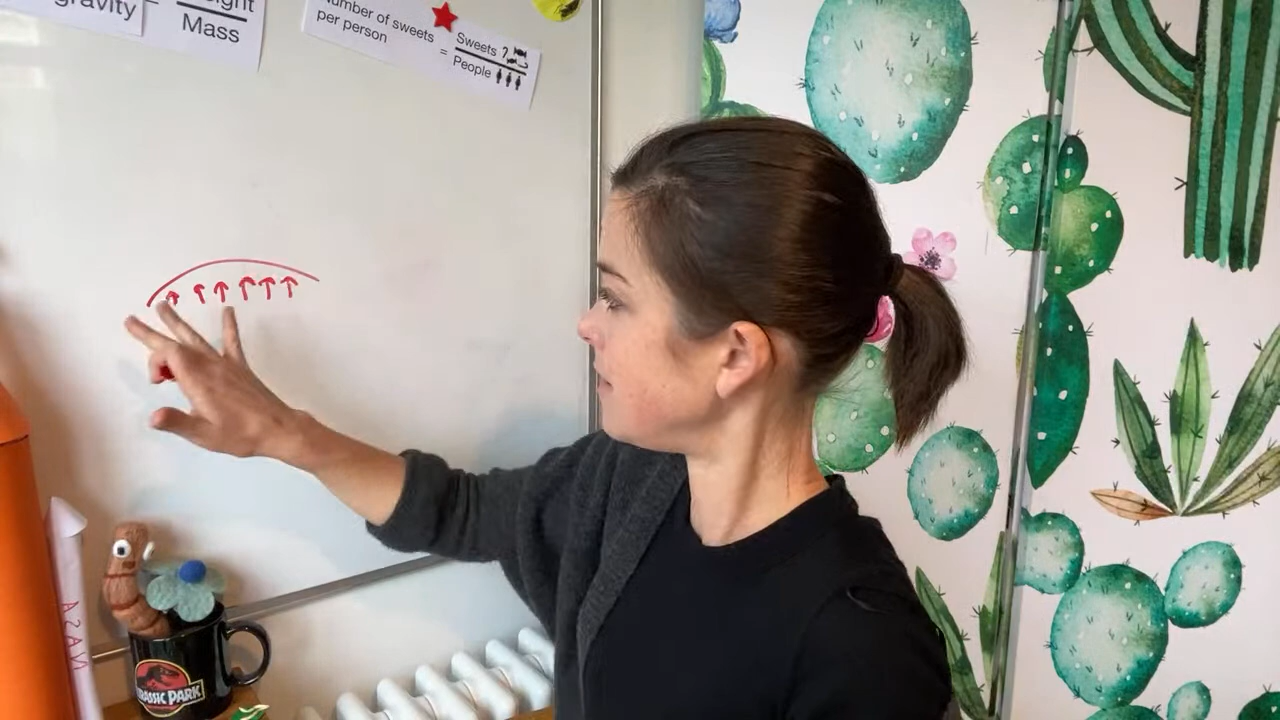 gravity
Mass
Number of sweets
per person
=
Sweets
People
NASA
JURASSIC PARK